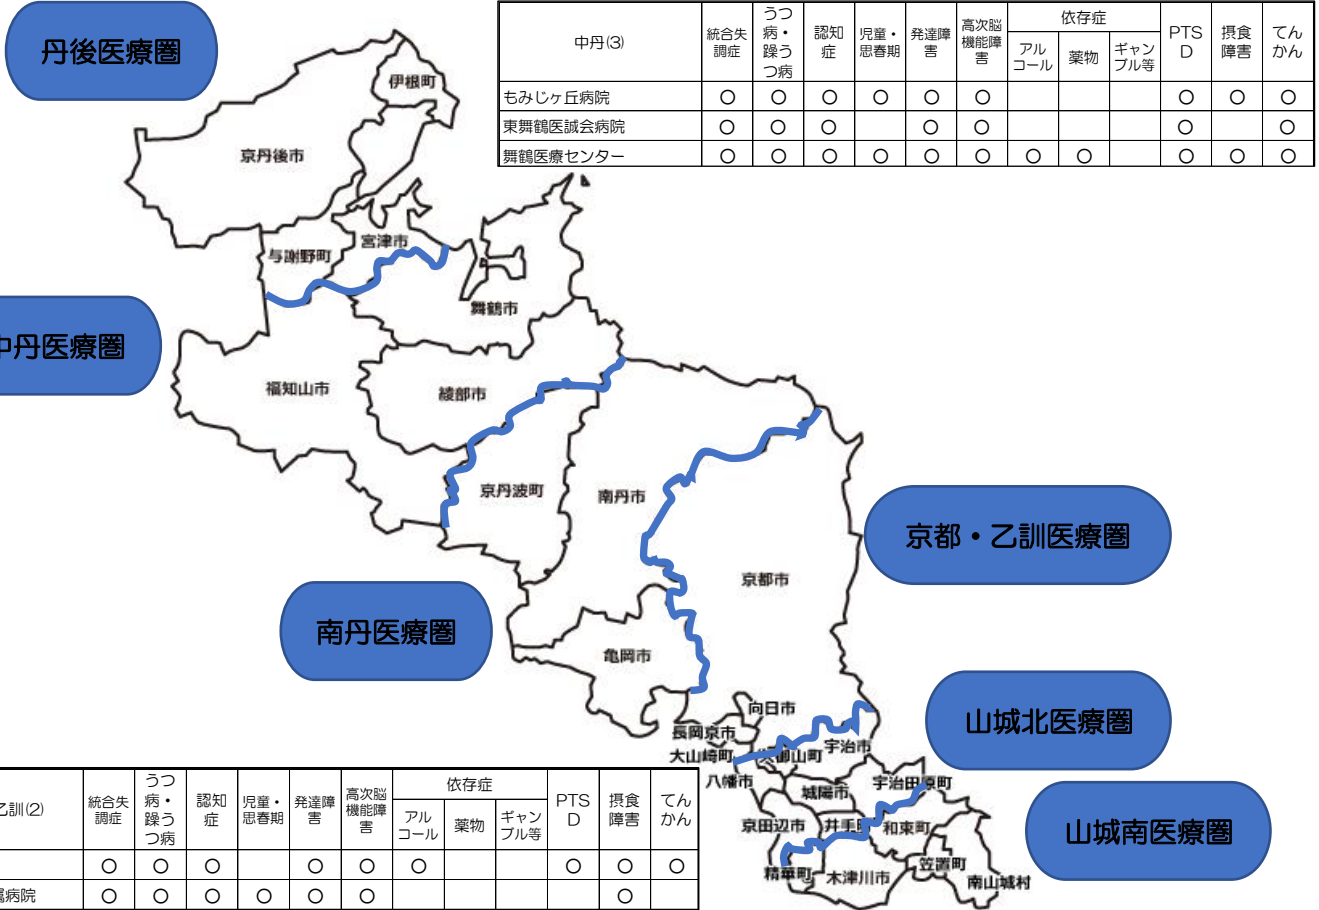 丹後医療圏
中丹(3) 統合失調症 うつ病・躁うつ病 認知症 児童・思春期 発達障害 高次脳機能障害 依存症 アルコール 薬物 ギャンブル等 PTSD 摂食障害 てんかん
もみじヶ丘病院 ○ ○ ○ ○ ○ ○ ○ ○ ○
東舞鶴医誠会病院 ○ ○ ○ ○ ○ ○ ○
舞鶴医療センター ○ ○ ○ ○ ○ ○ ○ ○ ○ ○ ○
伊根町
京丹後市
宮津市
与謝野町
舞鶴市
中丹医療圏
福知山市
綾部市
京丹波町
南丹市
京都・乙訓医療圏
京都市
南丹医療圏
亀岡市
山城北医療圏
向日市
長岡京市
大山崎町
久御山町
宇治市
八幡市
城陽市
宇治田原町
京田辺市
井手町
和束町
山城南医療圏
精華町
木津川市
笠置町
南山城村
乙訓(2) 統合失調症 うつ病・躁うつ病 認知症 児童・思春期 発達障害 高次脳機能障害 依存症 アルコール 薬物 ギャンブル等 PTSD 摂食障害 てんかん
○ ○ ○ ○ ○ ○ ○ ○ ○
属病院 ○ ○ ○ ○ ○ ○ ○